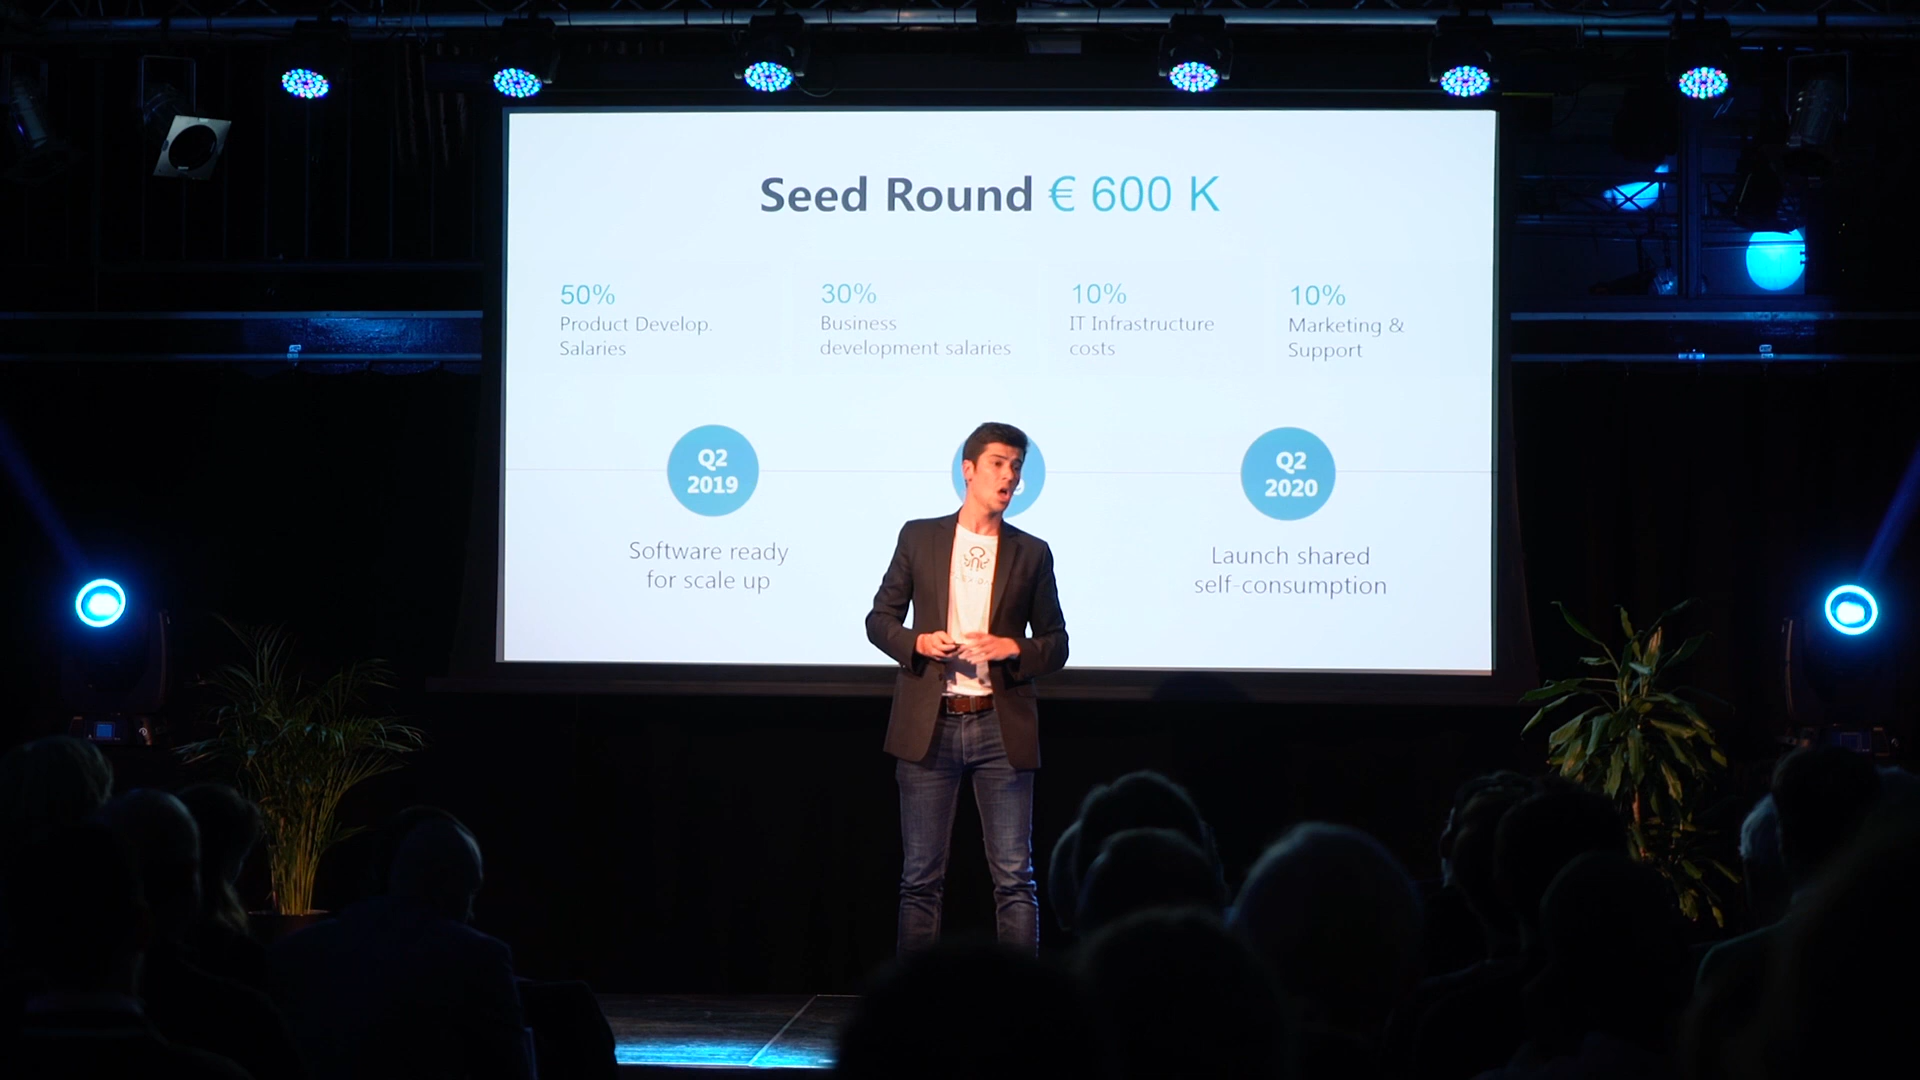 Seed Round € 600 K
50%
Product Develop.
Salaries
30%
Business
development salaries
10%
IT Infrastructure
costs
10%
Marketing &
Support
Q2
2019
Q2
2020
Software ready
for scale up
Launch shared
self-consumption